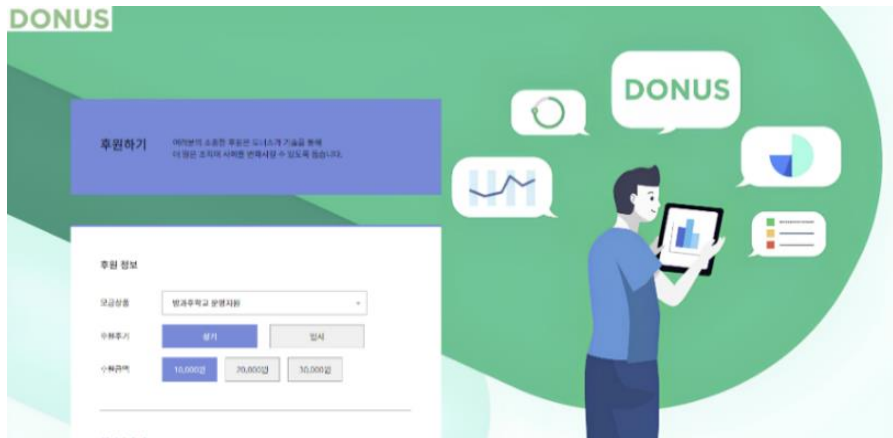 DONUS
DONUS
후원하기
여러분의 소중한 후원은 도너스가 기술을 통해
더 많은 조직이 사회를 변화시킬 수 있도록 돕습니다.
후원 정보
모금상품
방과후학교 운영지원
후원주기
정기
일시
후원금액
10,000원
20,000원
30,000원